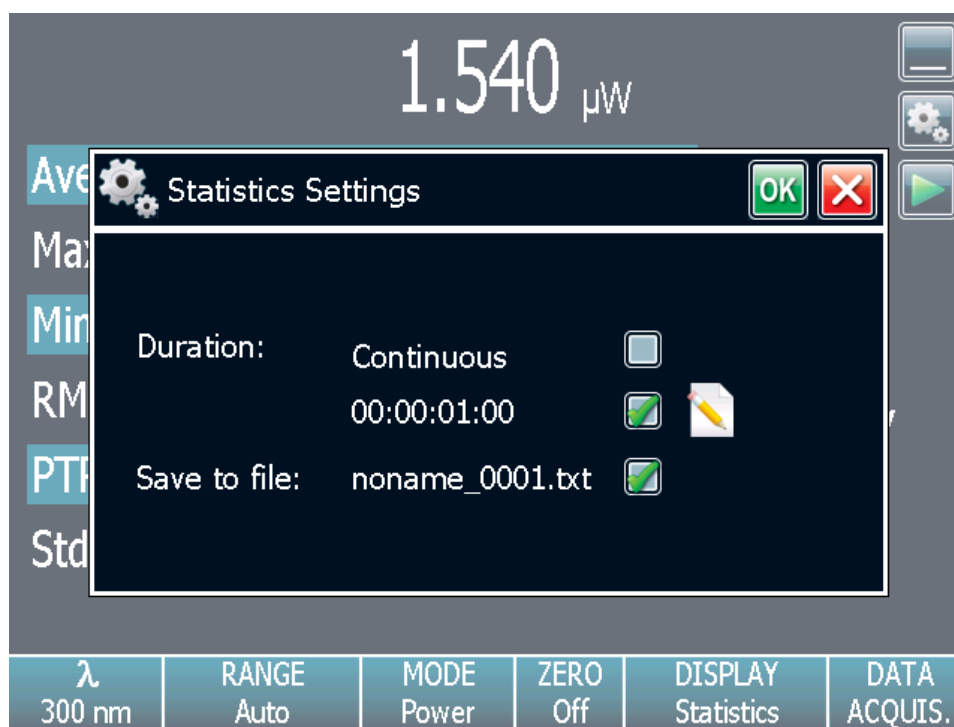 1.540 µW
Ave
Statistics Settings
OK
Max
Min
Duration:
Continuous
RM
00:00:01:00
PTP
Save to file:
noname_0001.txt
Std
λ
300 nm
RANGE
Auto
MODE
Power
ZERO
Off
DISPLAY
Statistics
DATA
ACQUIS.